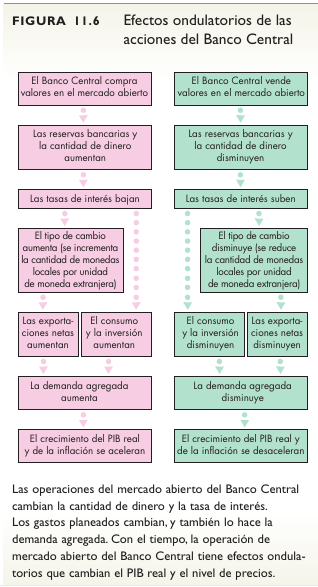 FIGURA 11.6
Efectos ondulatorios de las
acciones del Banco Central
El Banco Central compra
valores en el mercado abierto
Las reservas bancarias y
la cantidad de dinero
aumentan
Las tasas de interés bajan
El tipo de cambio
aumenta (se incrementa
la cantidad de monedas
locales por unidad
de moneda extranjera)
Las exporta-
ciones netas
aumentan
El consumo
y la inversión
aumentan
La demanda agregada
aumenta
El crecimiento del PIB real
y de la inflación se aceleran
El Banco Central vende
valores en el mercado abierto
Las reservas bancarias y
la cantidad de dinero
disminuyen
Las tasas de interés suben
El tipo de cambio
disminuye (se reduce
la cantidad de monedas
locales por unidad
de moneda extranjera)
El consumo
y la inversión
disminuyen
Las exporta-
ciones netas
disminuyen
La demanda agregada
disminuye
El crecimiento del PIB real y
de la inflación se desaceleran
Las operaciones del mercado abierto del Banco Central
cambian la cantidad de dinero y la tasa de interés.
Los gastos planeados cambian, y también lo hace la
demanda agregada. Con el tiempo, la operación de
mercado abierto del Banco Central tiene efectos ondula-
torios que cambian el PIB real y el nivel de precios.